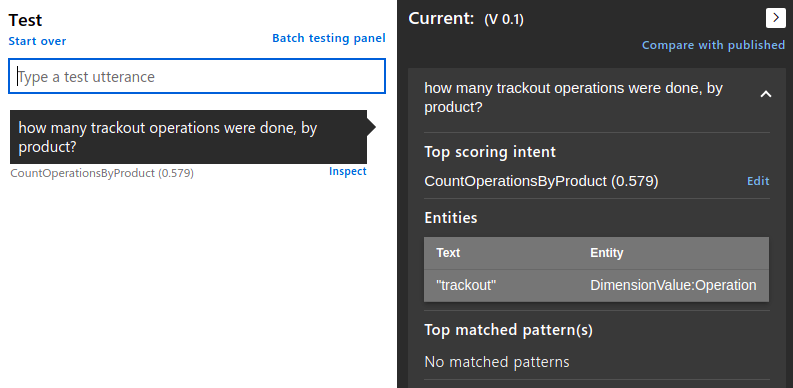 Test
Start over
Batch testing panel
Type a test utterance
how many trackout operations were done, by
product?
CountOperationsByProduct (0.579)
Inspect
Current: (V 0.1)
Compare with published
how many trackout operations were done, by
product?
Top scoring intent
CountOperationsByProduct (0.579)
Edit
Entities
Text Entity
"trackout" DimensionValue:Operation
Top matched pattern(s)
No matched patterns